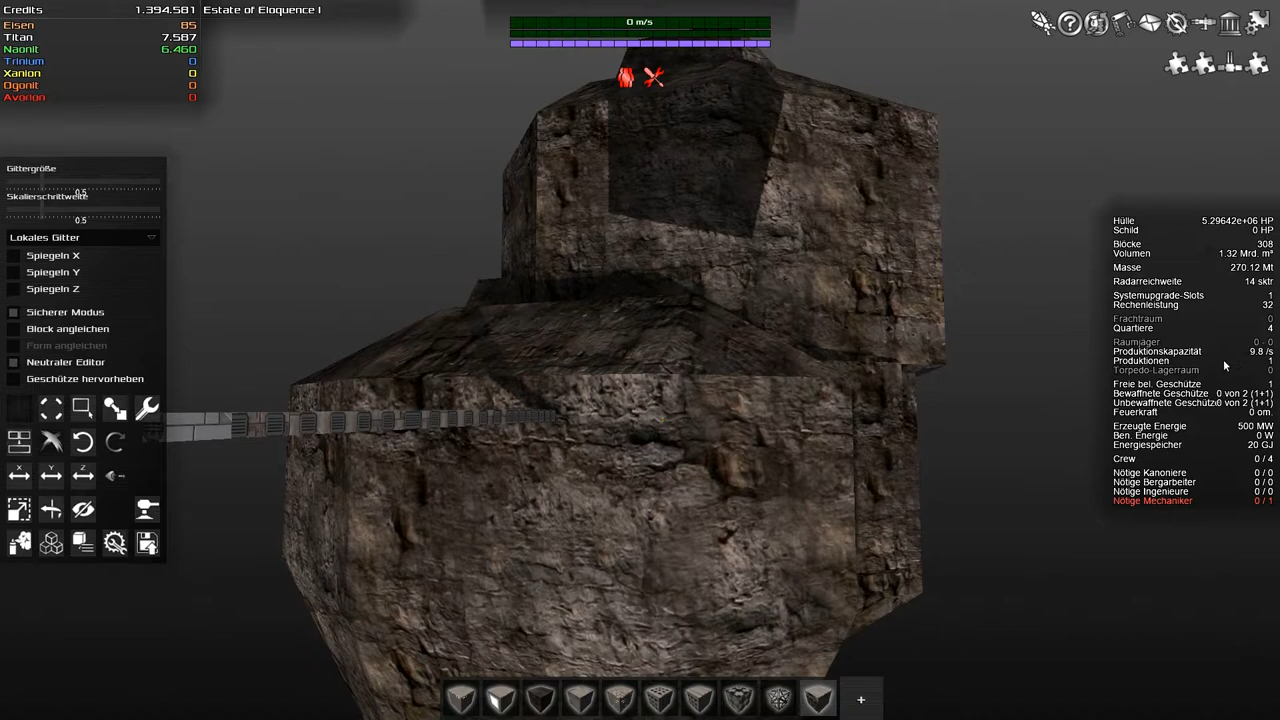 Credits 1.394.581 Estate of Eloquence I
Eisen 85
Titan 7.587
Naonit 6.460
Trinium 0
Xanion 0
Ogonit 0
Avorion 0
0 m/s
Gittergröße
0.5
Skalierschrittweite
0.5
Lokales Gitter
Spiegeln X
Spiegeln Y
Spiegeln Z
Sicherer Modus
Block angleichen
Form angleichen
Neutraler Editor
Geschütze hervorheben
X Y Z
Hülle 5.29642e+06 HP
Schild 0 HP
Blöcke 308
Volumen 1.32 Mrd. m³
Masse 270.12 Mt
Radarreichweite 14 sktr
Systemupgrade-Slots 1
Rechenleistung 32
Frachtraum 0
Quartiere 4
Raumjäger 0 - 0
Produktionskapazität 9.8 /s
Produktionen 1
Torpedo-Lagerraum 0
Freie bel. Geschütze 1
Bewaffnete Geschütz 0 von 2 (1+1)
Unbewaffnete Geschütz 0 von 2 (1+1)
Feuerkraft 0 om.
Erzeugte Energie 500 MW
Ben. Energie 0 W
Energiespeicher 20 GJ
Crew 0 / 4
Nötige Kanoniere 0 / 0
Nötige Bergarbeiter 0 / 0
Nötige Ingenieure 0 / 0
Nötige Mechaniker 0 / 1
+